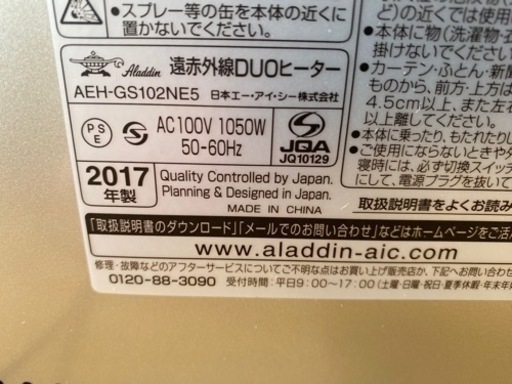 ●スプレー等の缶を本体の近くに
置かないでください。
Aladdin 遠赤外線DUOヒーター
AEH-GS102NE5 日本エー・アイ・シー株式会社
PS
E
AC100V 1050W
50-60Hz
JQA
JQ10129
2017
年製
Quality Controlled by Japan.
Planning & Designed in Japan.
MADE IN CHINA
ど)の近くでは使用
●本体に物(洗濯物・
掛けないでください
●カーテン・ふとん・新聞
ものから、前方・上方は
4.5cm以上、また左右
以上離してください
●本体に乗ったり、もたれたりし
●ご使用にならないときや外
寝時には、必ず切換スイッチ
にして、電源プラグを抜いて
取扱説明書をよくお読み
「取扱説明書のダウンロード」「メールでのお問い合わせ」などはホームページをご活
www.aladdin-aic.com
修理・故障などのアフターサービスについてご不明な点はお買い上げ販売店か、下記へお問い合わせ
0120-88-3090 受付時間:平日9:00~17:00(土曜・日曜・祝日・夏季休暇・年末年